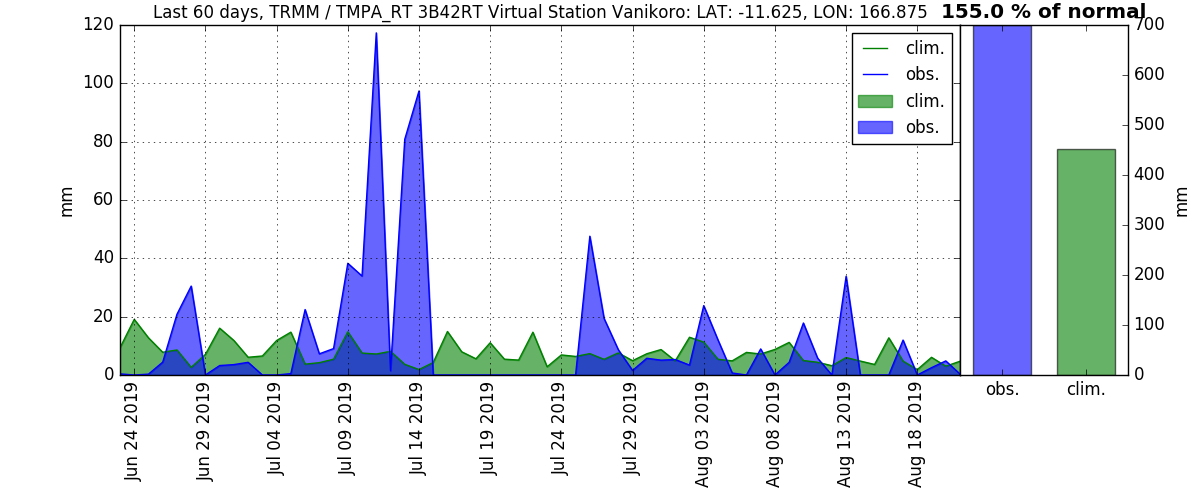 Last 60 days, TRMM / TMPA_RT 3B42RT Virtual Station Vanikoro: LAT: -11.625, LON: 166.875
155.0 % of normal
120
100
80
60
40
20
0
mm
clim.
obs.
clim.
obs.
700
600
500
400
300
200
100
0
mm
Jun 24 2019
Jun 29 2019
Jul 04 2019
Jul 09 2019
Jul 14 2019
Jul 19 2019
Jul 24 2019
Jul 29 2019
Aug 03 2019
Aug 08 2019
Aug 13 2019
Aug 18 2019
obs.
clim.